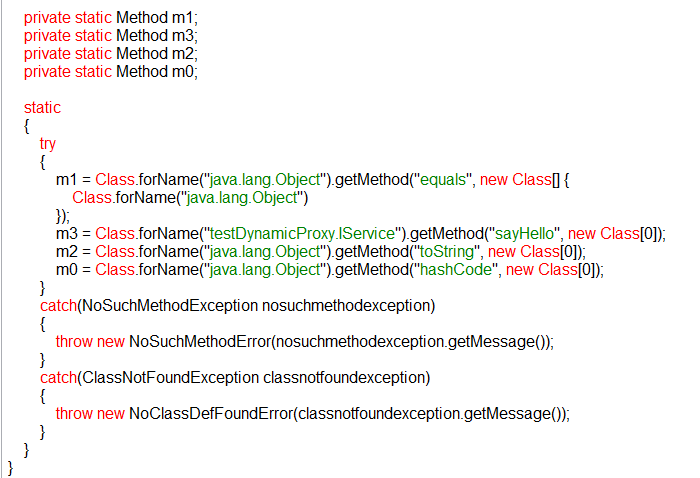 private static Method m1;
private static Method m3;
private static Method m2;
private static Method m0;
static
{
try
{
m1 = Class.forName("java.lang.Object").getMethod("equals", new Class[] {
Class.forName("java.lang.Object")
});
m3 = Class.forName("testDynamicProxy.IService").getMethod("sayHello", new Class[0]);
m2 = Class.forName("java.lang.Object").getMethod("toString", new Class[0]);
m0 = Class.forName("java.lang.Object").getMethod("hashCode", new Class[0]);
}
catch(NoSuchMethodException nosuchmethodexception)
{
throw new NoSuchMethodError(nosuchmethodexception.getMessage());
}
catch(ClassNotFoundException classnotfoundexception)
{
throw new NoClassDefFoundError(classnotfoundexception.getMessage());
}
}
}